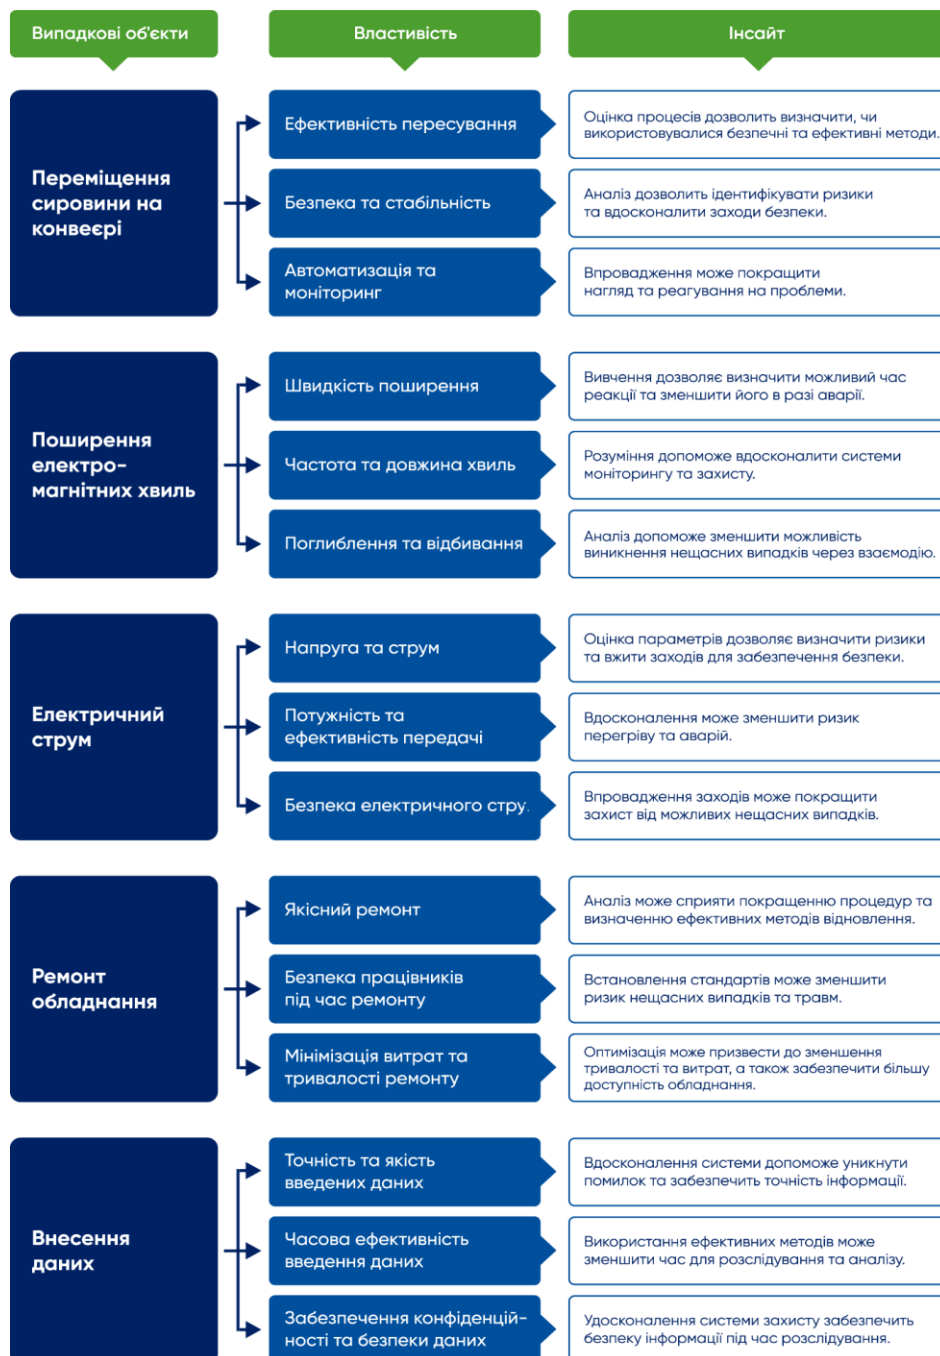 Випадкові об'єкти
Властивість
Інсайт
Переміщення
сировини на
конвеєрі
Ефективність пересування
Оцінка процесів дозволить визначити, чи
використовувалися безпечні та ефективні методи.
Безпека та стабільність
Аналіз дозволить ідентифікувати ризики
та вдосконалити заходи безпеки.
Автоматизація та
моніторинг
Впровадження може покращити
нагляд та реагування на проблеми.
Поширення
електро-
магнітних хвиль
Швидкість поширення
Вивчення дозволяє визначити можливий час
реакції та зменшити його в разі аварії.
Частота та довжина хвиль
Розуміння допоможе вдосконалити системи
моніторингу та захисту.
Поглиблення та відбивання
Аналіз допоможе зменшити можливість
виникнення нещасних випадків через взаємодію.
Електричний
струм
Напруга та струм
Оцінка параметрів дозволяє визначити ризики
та вжити заходів для забезпечення безпеки.
Потужність та
ефективність передачі
Вдосконалення може зменшити ризик
перегріву та аварій.
Безпека електричного стру
Впровадження заходів може покращити
захист від можливих нещасних випадків.
Ремонт
обладнання
Якісний ремонт
Аналіз може сприяти покращенню процедур та
визначенню ефективних методів відновлення.
Безпека працівників
під час ремонту
Встановлення стандартів може зменшити
ризик нещасних випадків та травм.
Мінімізація витрат та
тривалості ремонту
Оптимізація може призвести до зменшення
тривалості та витрат, а також забезпечити більшу
доступність обладнання.
Внесення
даних
Точність та якість
введених даних
Вдосконалення системи допоможе уникнути
помилок та забезпечить точність інформації.
Часова ефективність
введення даних
Використання ефективних методів може
зменшити час для розслідування та аналізу.
Забезпечення конфіденцій-
ності та безпеки даних
Удосконалення системи захисту забезпечить
безпеку інформації під час розслідування.